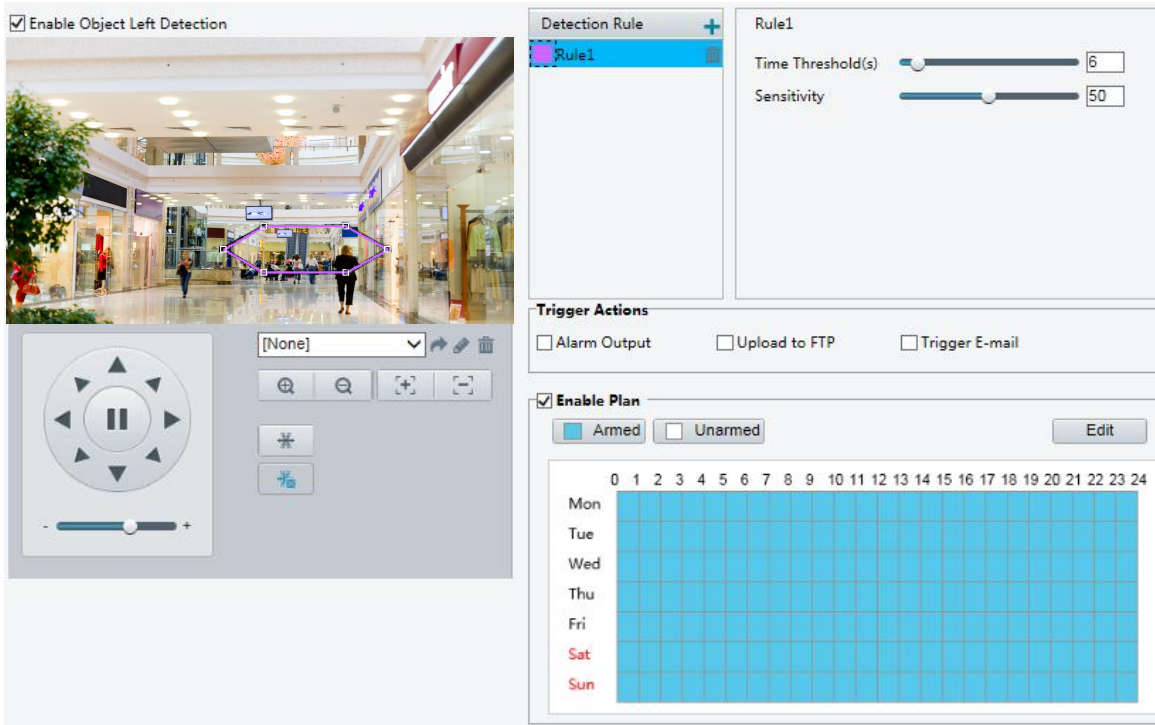 Enable Object Left Detection
[None]
- +
Detection Rule +
Rule1
Rule1
Time Threshold(s) 6
Sensitivity 50
Trigger Actions
Alarm Output Upload to FTP Trigger E-mail
Enable Plan
Armed Unarmed Edit
0 1 2 3 4 5 6 7 8 9 10 11 12 13 14 15 16 17 18 19 20 21 22 23 24
Mon
Tue
Wed
Thu
Fri
Sat
Sun